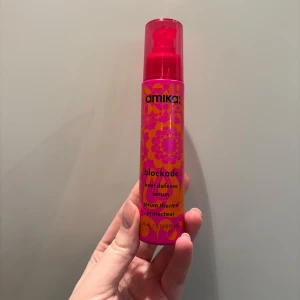 amika:
blockade
heat defense
serum
sérum thermo
protecteur